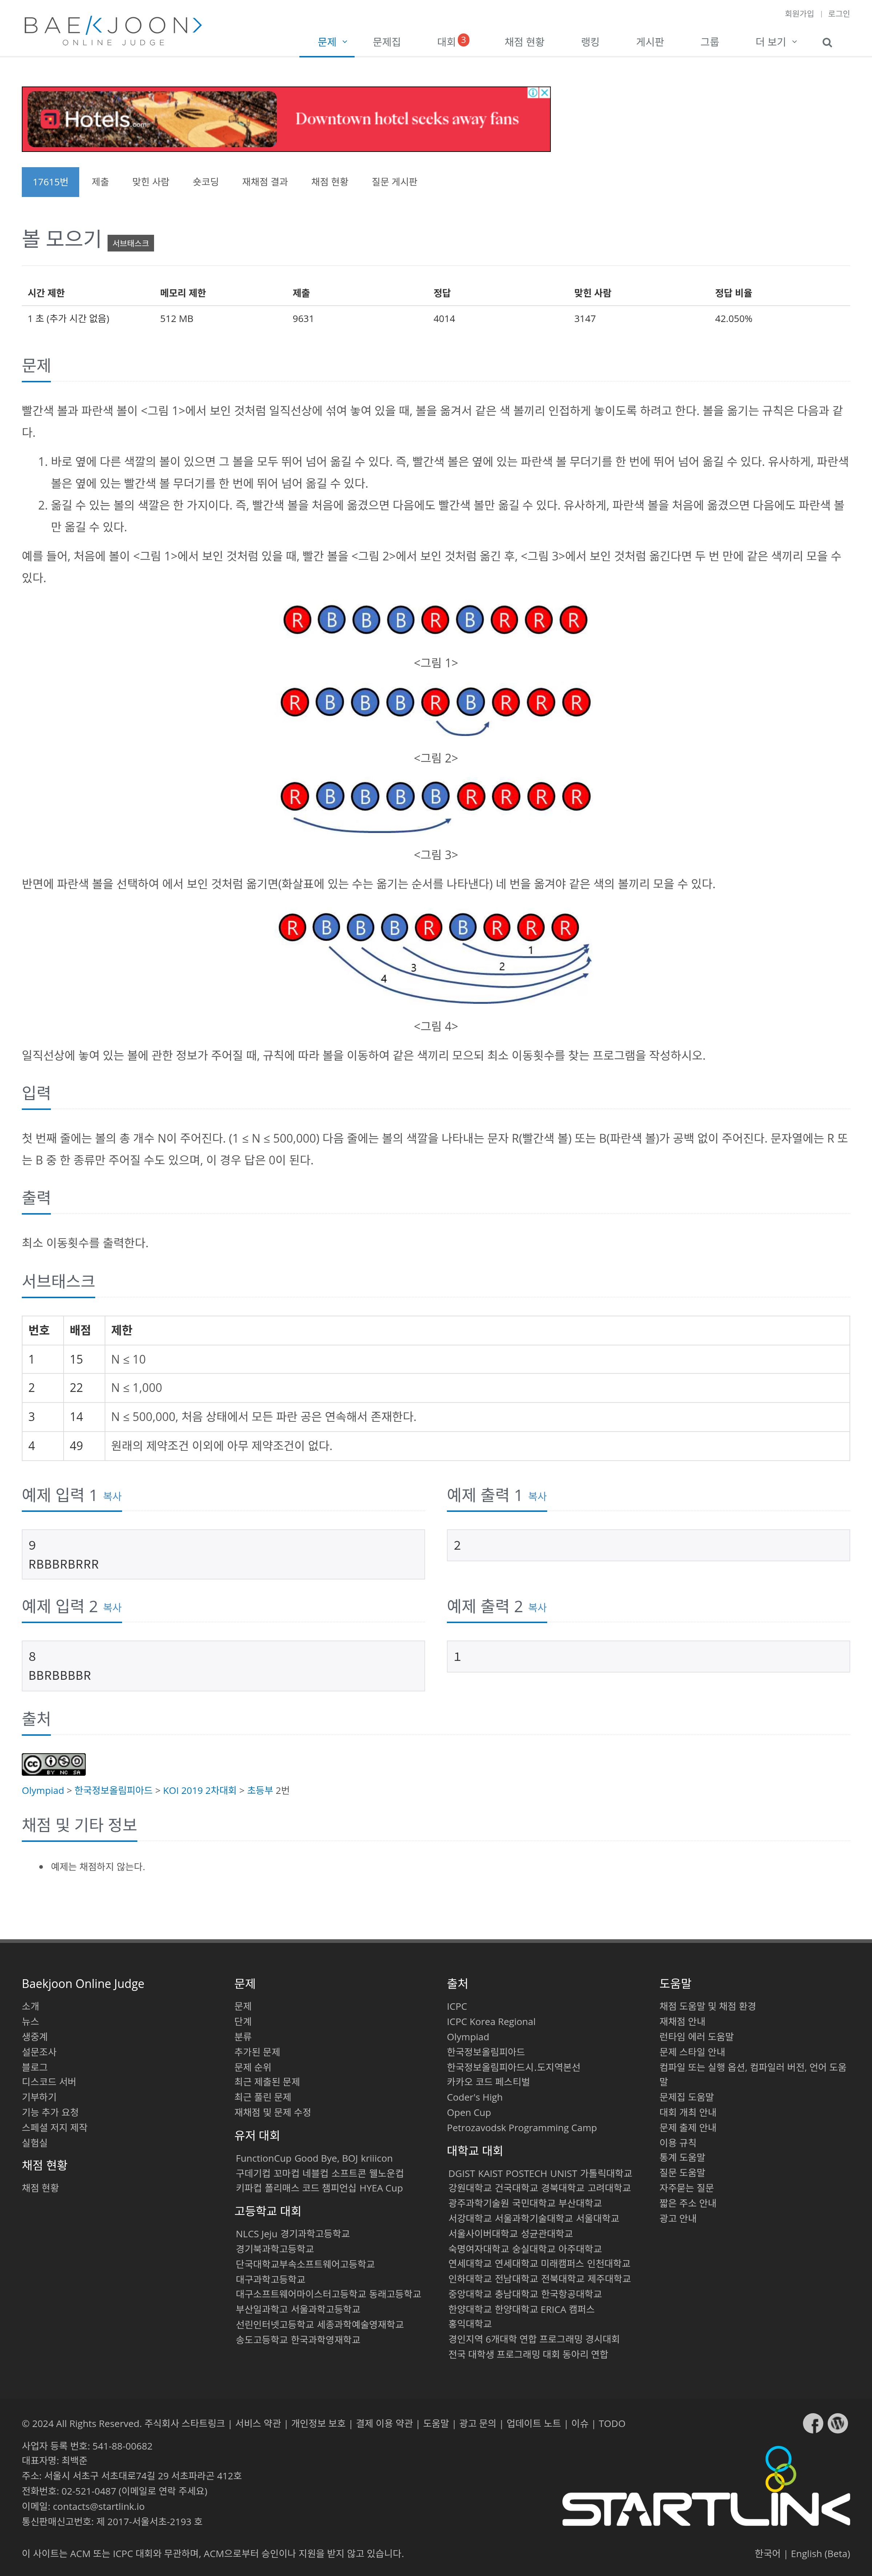 회원가입 | 로그인
BAEKJOON>
ONLINE JUDGE
문제 문제집 대회 3 채점 현황 랭킹 게시판 그룹 더 보기
Hotels.com Downtown hotel seeks away fans
17615번 제출 맞힌 사람 숏코딩 재채점 결과 채점 현황 질문 게시판
볼 모으기 서브태스크
시간 제한 메모리 제한 제출 정답 맞힌 사람 정답 비율
1 초 (추가 시간 없음) 512 MB 9631 4014 3147 42.050%
문제
빨간색 볼과 파란색 볼이 <그림 1>에서 보인 것처럼 일직선상에 섞여 놓여 있을 때, 볼을 옮겨서 같은 색 볼끼리 인접하게 놓이도록 하려고 한다. 볼을 옮기는 규칙은 다음과 같
다.
1. 바로 옆에 다른 색깔의 볼이 있으면 그 볼을 모두 뛰어 넘어 옮길 수 있다. 즉, 빨간색 볼은 옆에 있는 파란색 볼 무더기를 한 번에 뛰어 넘어 옮길 수 있다. 유사하게, 파란색
볼은 옆에 있는 빨간색 볼 무더기를 한 번에 뛰어 넘어 옮길 수 있다.
2. 옮길 수 있는 볼의 색깔은 한 가지이다. 즉, 빨간색 볼을 처음에 옮겼으면 다음에도 빨간색 볼만 옮길 수 있다. 유사하게, 파란색 볼을 처음에 옮겼으면 다음에도 파란색 볼
만 옮길 수 있다.
예를 들어, 처음에 볼이 <그림 1>에서 보인 것처럼 있을 때, 빨간 볼을 <그림 2>에서 보인 것처럼 옮긴 후, <그림 3>에서 보인 것처럼 옮긴다면 두 번 만에 같은 색끼리 모을 수
있다.
R B B B R B R R R
<그림 1>
R B B B R B R R R
<그림 2>
R B B B B R R R R
<그림 3>
반면에 파란색 볼을 선택하여 에서 보인 것처럼 옮기면(화살표에 있는 수는 옮기는 순서를 나타낸다) 네 번을 옮겨야 같은 색의 볼끼리 모을 수 있다.
R B B B R B R R R
1
2
3
4
<그림 4>
일직선상에 놓여 있는 볼에 관한 정보가 주어질 때, 규칙에 따라 볼을 이동하여 같은 색끼리 모으되 최소 이동횟수를 찾는 프로그램을 작성하시오.
입력
첫 번째 줄에는 볼의 총 개수 N이 주어진다. (1 ≤ N ≤ 500,000) 다음 줄에는 볼의 색깔을 나타내는 문자 R(빨간색 볼) 또는 B(파란색 볼)가 공백 없이 주어진다. 문자열에는 R 또
는 B 중 한 종류만 주어질 수도 있으며, 이 경우 답은 0이 된다.
출력
최소 이동횟수를 출력한다.
서브태스크
번호 배점 제한
1 15 N ≤ 10
2 22 N ≤ 1,000
3 14 N ≤ 500,000, 처음 상태에서 모든 파란 공은 연속해서 존재한다.
4 49 원래의 제약조건 이외에 아무 제약조건이 없다.
예제 입력 1 복사
9
RBBBRBRRR
예제 출력 1 복사
2
예제 입력 2 복사
8
BBRBBBBR
예제 출력 2 복사
1
출처
CC BY NC SA
Olympiad > 한국정보올림피아드 > KOI 2019 2차대회 > 초등부 2번
채점 및 기타 정보
• 예제는 채점하지 않는다.
Baekjoon Online Judge
소개
뉴스
생중계
설문조사
블로그
디스코드 서버
기부하기
기능 추가 요청
스페셜 저지 제작
실험실
채점 현황
채점 현황
문제
문제
단계
분류
추가된 문제
문제 순위
최근 제출된 문제
최근 풀린 문제
재채점 및 문제 수정
유저 대회
FunctionCup Good Bye, BOJ kriiicon
구데기컵 꼬마컵 네블컵 소프트콘 웰노운컵
키파컵 폴리매스 코드 챔피언십 HYEA Cup
고등학교 대회
NLCS Jeju 경기과학고등학교
경기북과학고등학교
단국대학교부속소프트웨어고등학교
대구과학고등학교
대구소프트웨어마이스터고등학교 동래고등학교
부산일과학고 서울과학고등학교
선린인터넷고등학교 세종과학예술영재학교
송도고등학교 한국과학영재학교
출처
ICPC
ICPC Korea Regional
Olympiad
한국정보올림피아드
한국정보올림피아드시.도지역본선
카카오 코드 페스티벌
Coder's High
Open Cup
Petrozavodsk Programming Camp
대학교 대회
DGIST KAIST POSTECH UNIST 가톨릭대학교
강원대학교 건국대학교 경북대학교 고려대학교
광주과학기술원 국민대학교 부산대학교
서강대학교 서울과학기술대학교 서울대학교
서울사이버대학교 성균관대학교
숙명여자대학교 숭실대학교 아주대학교
연세대학교 연세대학교 미래캠퍼스 인천대학교
인하대학교 전남대학교 전북대학교 제주대학교
중앙대학교 충남대학교 한국항공대학교
한양대학교 한양대학교 ERICA 캠퍼스
홍익대학교
경인지역 6개대학 연합 프로그래밍 경시대회
전국 대학생 프로그래밍 대회 동아리 연합
도움말
채점 도움말 및 채점 환경
재채점 안내
런타임 에러 도움말
문제 스타일 안내
컴파일 또는 실행 옵션, 컴파일러 버전, 언어 도움
말
문제집 도움말
대회 개최 안내
문제 출제 안내
이용 규칙
통계 도움말
질문 도움말
자주묻는 질문
짧은 주소 안내
광고 안내
© 2024 All Rights Reserved. 주식회사 스타트링크 | 서비스 약관 | 개인정보 보호 | 결제 이용 약관 | 도움말 | 광고 문의 | 업데이트 노트 | 이슈 | TODO
사업자 등록 번호: 541-88-00682
대표자명: 최백준
주소: 서울시 서초구 서초대로74길 29 서초파라곤 412호
전화번호: 02-521-0487 (이메일로 연락 주세요)
이메일: contacts@startlink.io
통신판매신고번호: 제 2017-서울서초-2193 호
STARTLINK
이 사이트는 ACM 또는 ICPC 대회와 무관하며, ACM으로부터 승인이나 지원을 받지 않고 있습니다.
한국어 | English (Beta)